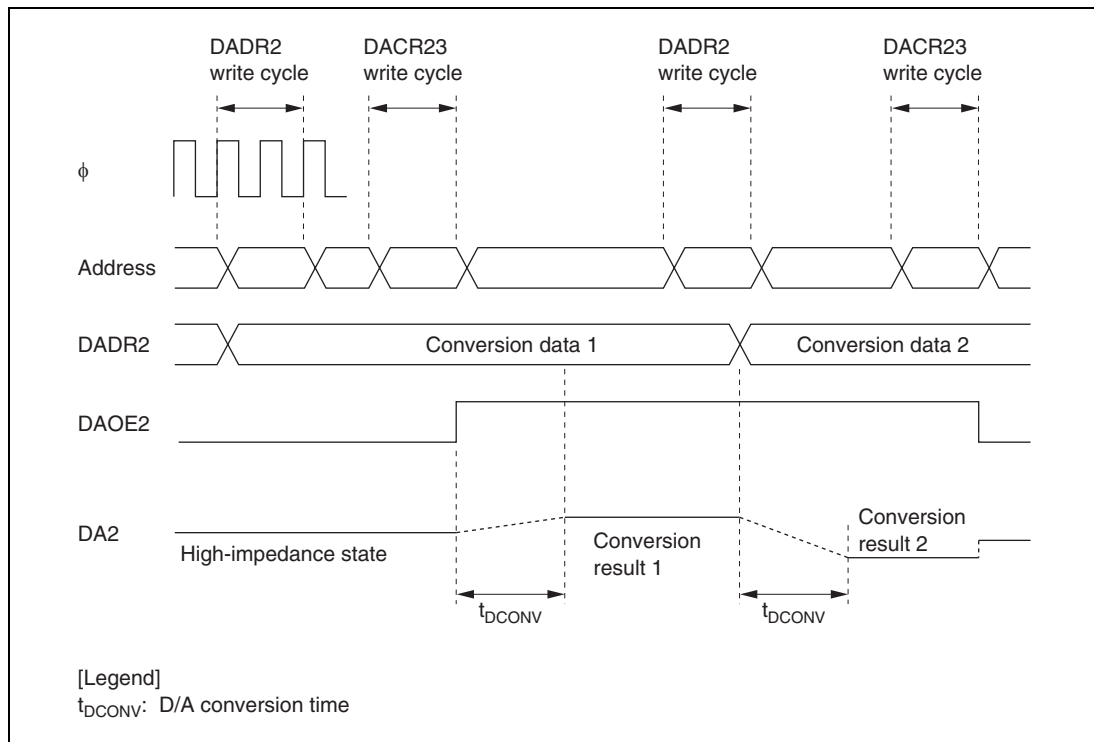 DADR2
write cycle
DACR23
write cycle
DADR2
write cycle
DACR23
write cycle
ϕ
Address
DADR2
Conversion data 1
Conversion data 2
DAOE2
DA2
High-impedance state
Conversion
result 1
Conversion
result 2
tDCONV
tDCONV
[Legend]
tDCONV: D/A conversion time